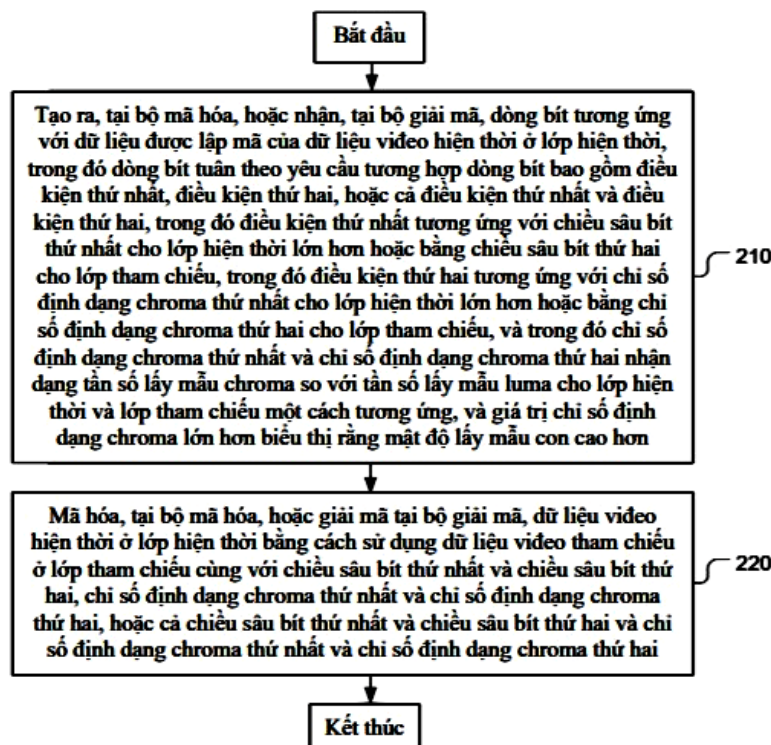 Bắt đầu
Tạo ra, tại bộ mã hóa, hoặc nhận, tại bộ giải mã, dòng bít tương ứng
với dữ liệu được lập mã của dữ liệu viđeo hiện thời ở lớp hiện thời,
trong đó dòng bít tuân theo yêu cầu tương hợp dòng bít bao gồm điều
kiện thứ nhất, điều kiện thứ hai, hoặc cả điều kiện thứ nhất và điều
kiện thứ hai, trong đó điều kiện thứ nhất tương ứng với chiều sâu bít
thứ nhất cho lớp hiện thời lớn hơn hoặc bằng chiều sâu bít thứ hai
cho lớp tham chiếu, trong đó điều kiện thứ hai tương ứng với chỉ số
định dạng chroma thứ nhất cho lớp hiện thời lớn hơn hoặc bằng chỉ
số định dạng chroma thứ hai cho lớp tham chiếu, và trong đó chỉ số
định dạng chroma thứ nhất và chỉ số định dạng chroma thứ hai nhận
dạng tần số lấy mẫu chroma so với tần số lấy mẫu luma cho lớp hiện
thời và lớp tham chiếu một cách tương ứng, và giá trị chỉ số định
dạng chroma lớn hơn biểu thị rằng mật độ lấy mẫu con cao hơn
210
Mã hóa, tại bộ mã hóa, hoặc giải mã tại bộ giải mã, dữ liệu viđeo
hiện thời ở lớp hiện thời bằng cách sử dụng dữ liệu viđeo tham chiếu
ở lớp tham chiếu cùng với chiều sâu bít thứ nhất và chiều sâu bít thứ
hai, chỉ số định dạng chroma thứ nhất và chỉ số định dạng chroma
thứ hai, hoặc cả chiều sâu bít thứ nhất và chiều sâu bít thứ hai và chỉ
số định dạng chroma thứ nhất và chỉ số định dạng chroma thứ hai
220
Kết thúc